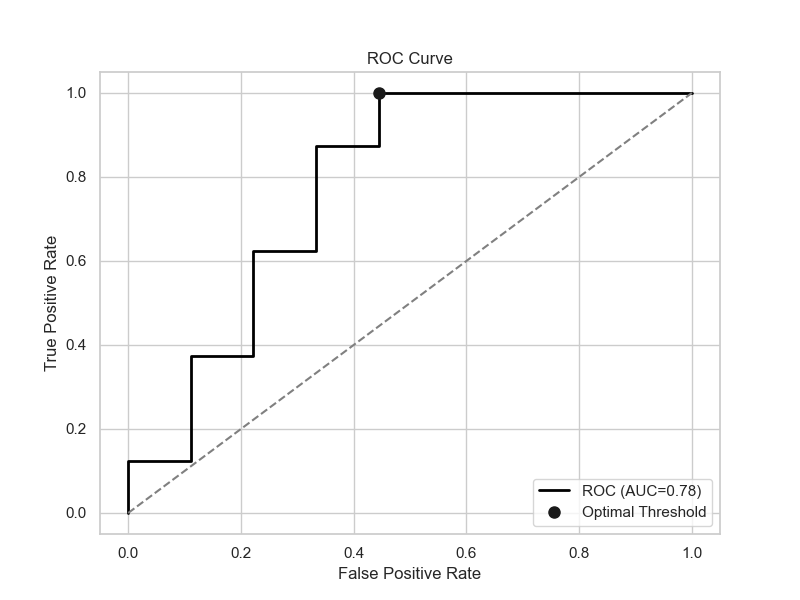 ROC Curve
1.0
0.8
0.6
0.4
0.2
0.0
True Positive Rate
0.0 0.2 0.4 0.6 0.8 1.0
False Positive Rate
ROC (AUC=0.78)
Optimal Threshold